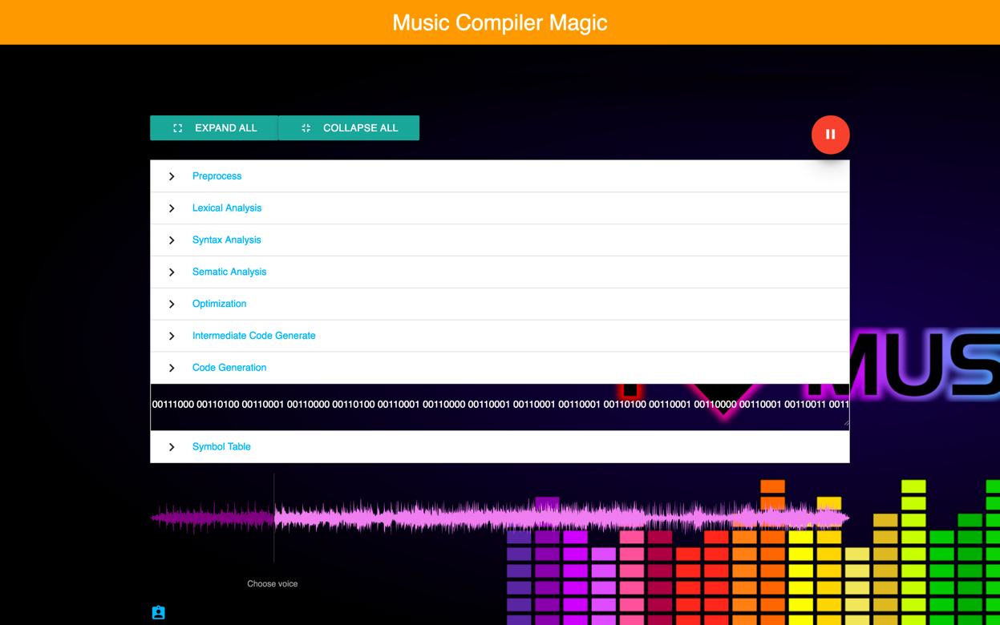 Music Compiler Magic
EXPAND ALL COLLAPSE ALL
Preprocess
Lexical Analysis
Syntax Analysis
Sematic Analysis
Optimization
Intermediate Code Generate
Code Generation
00111000 00110100 00110001 00110000 00110100 00110001 00110000 00110001 00110001 00110100 00110001 00110000 00110001 00110011 0011
Symbol Table
Choose voice